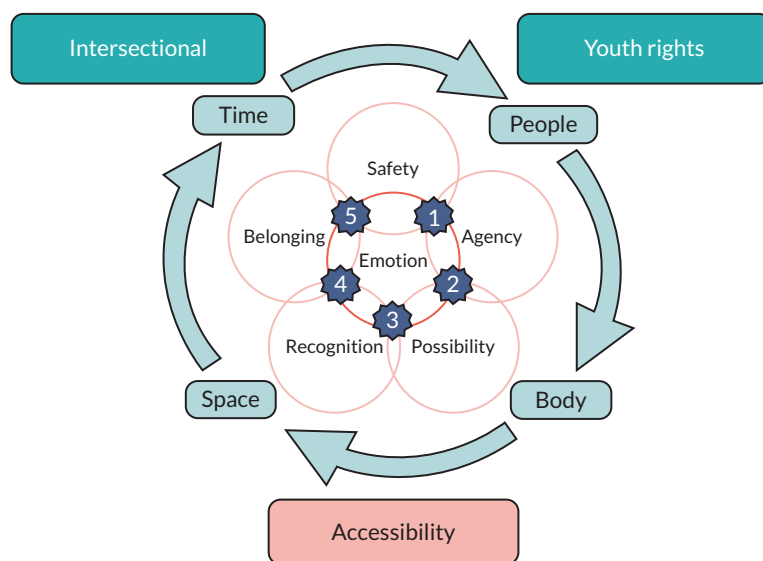 Intersectional
Youth rights
Time
People
Safety
5
1
Belonging
Agency
Emotion
4
2
3
Recognition
Possibility
Space
Body
Accessibility